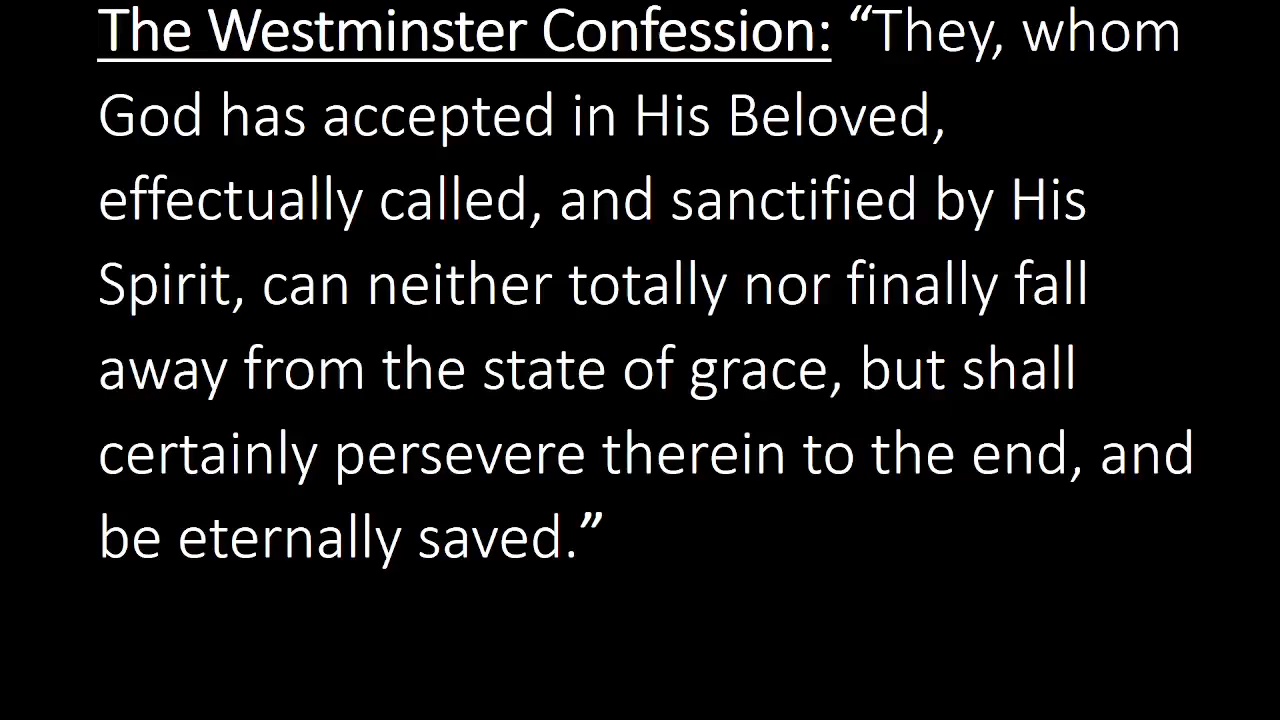 The Westminster Confession: “They, whom
God has accepted in His Beloved,
effectually called, and sanctified by His
Spirit, can neither totally nor finally fall
away from the state of grace, but shall
certainly persevere therein to the end, and
be eternally saved.”